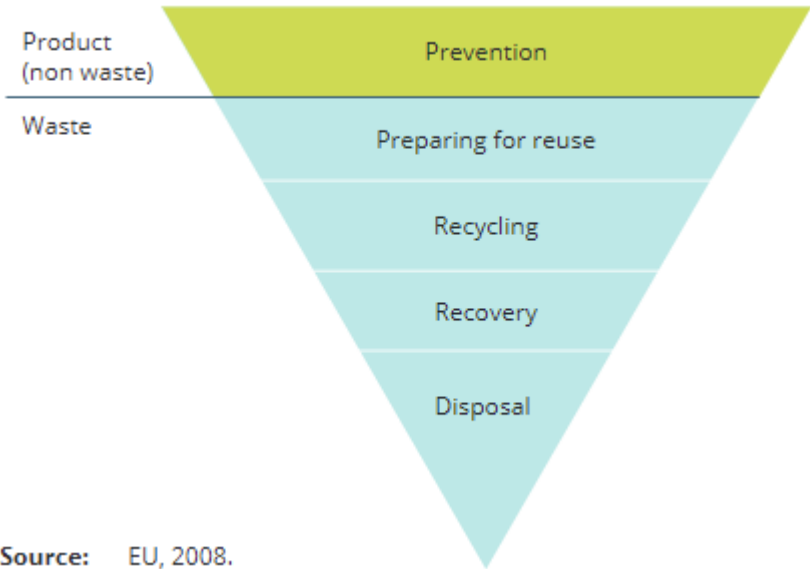 Product
(non waste)
Prevention
Waste
Preparing for reuse
Recycling
Recovery
Disposal
Source: EU, 2008.